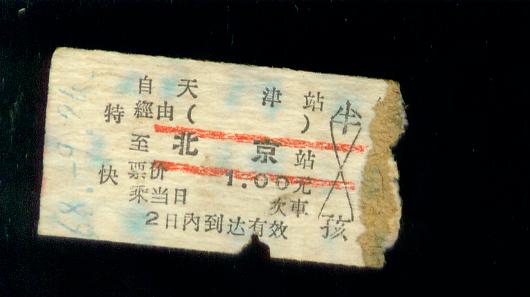 自 天 津 站
特 經由 ( ) 半
至 北 京 站
快 票价 1.00元
乘当日 次車
2日內到达有效 孩